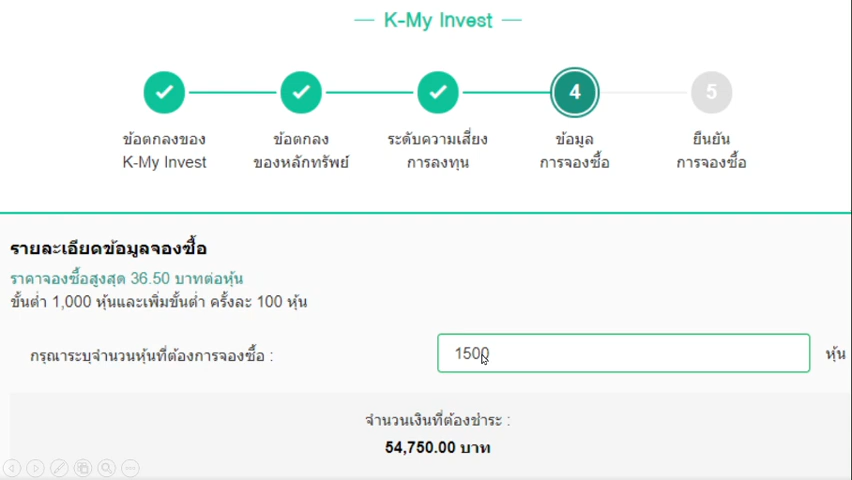 K-My Invest
4
5
ข้อตกลงของ
K-My Invest
ข้อตกลง
ของหลักทรัพย์
ระดับความเสี่ยง
การลงทุน
ข้อมูล
การจองซื้อ
ยืนยัน
การจองซื้อ
รายละเอียดข้อมูลจองซื้อ
ราคาจองซื้อสูงสุด 36.50 บาทต่อหุ้น
ขั้นต่ำ 1,000 หุ้นและเพิ่มขั้นต่ำ ครั้งละ 100 หุ้น
กรุณาระบุจำนวนหุ้นที่ต้องการจองซื้อ : 1500 หุ้น
จำนวนเงินที่ต้องชำระ :
54,750.00 บาท